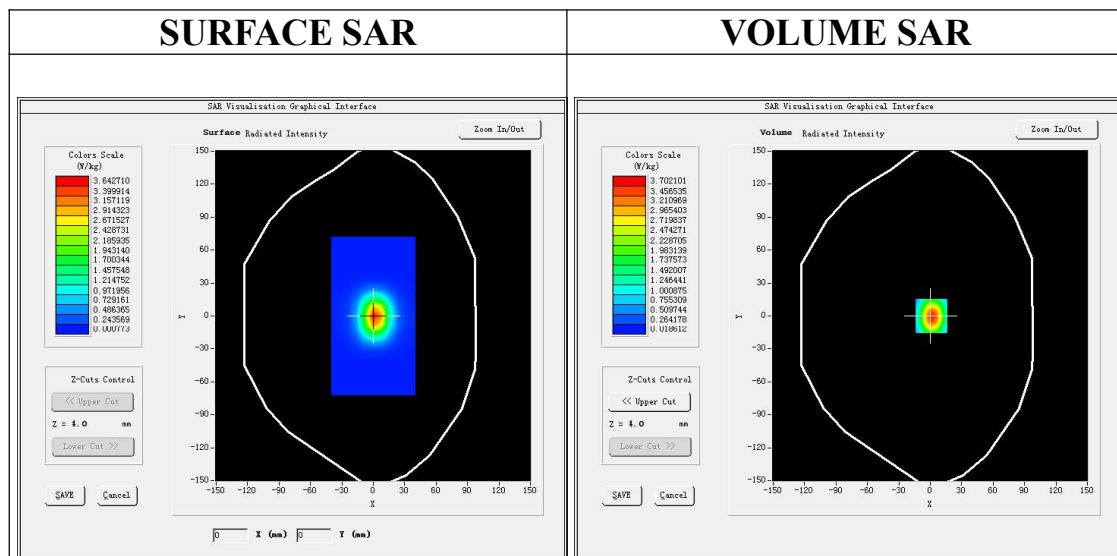 SURFACE SAR
VOLUME SAR
SAR Visualisation Graphical Interface
Surface Radiated Intensity
Zoom In/Out
Colors Scale
(W/kg)
3.642710
3.399914
3.157119
2.914323
2.671527
2.428731
2.185935
1.943140
1.700344
1.457548
1.214752
0.971956
0.729161
0.486365
0.243569
0.000773
150
120
90
60
30
0
-30
-60
-90
-120
-150
Y
-150 -120 -90 -60 -30 0 30 60 90 120 150
X
Z-Cuts Control
<< Upper Cut
Z = 4.0 mm
Lower Cut >>
SAVE Cancel
0 X (mm) 0 Y (mm)
SAR Visualisation Graphical Interface
Volume Radiated Intensity
Zoom In/Out
Colors Scale
(W/kg)
3.702101
3.456535
3.210969
2.965403
2.719837
2.474271
2.228705
1.983139
1.737573
1.492007
1.246441
1.000875
0.755309
0.509744
0.264178
0.018612
150
120
90
60
30
0
-30
-60
-90
-120
-150
Y
-150 -120 -90 -60 -30 0 30 60 90 120 150
X
Z-Cuts Control
<< Upper Cut
Z = 4.0 mm
Lower Cut >>
SAVE Cancel